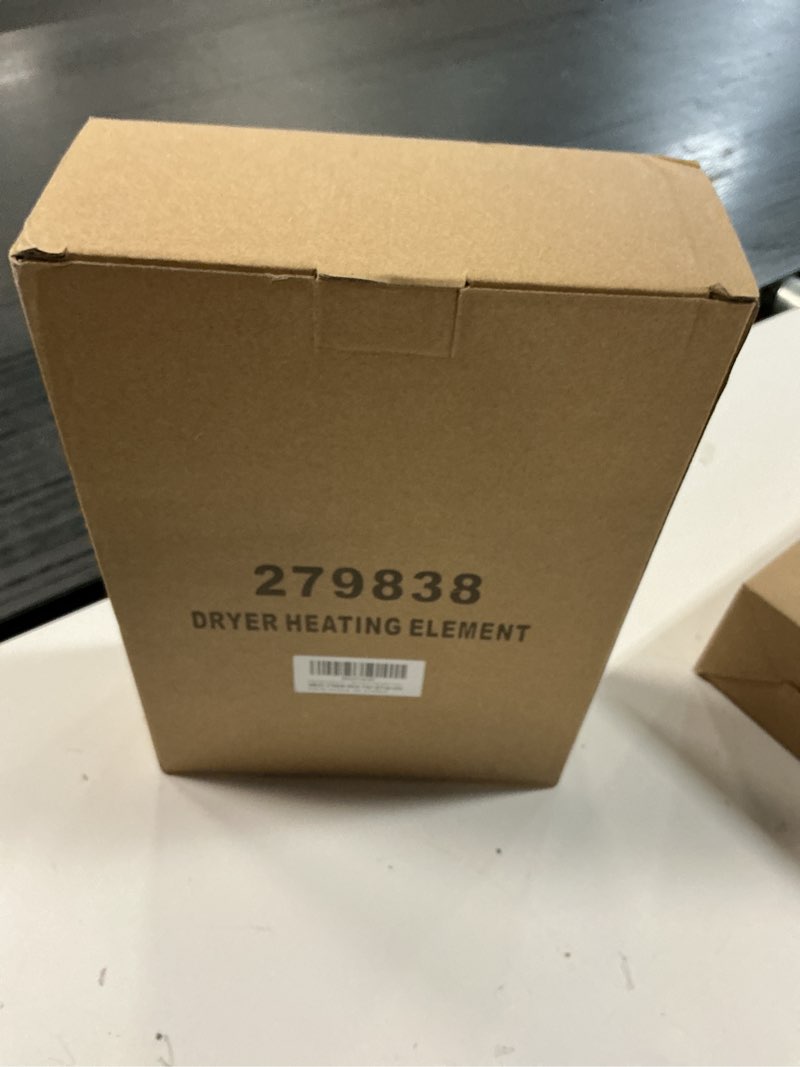 279838
DRYER HEATING ELEMENT